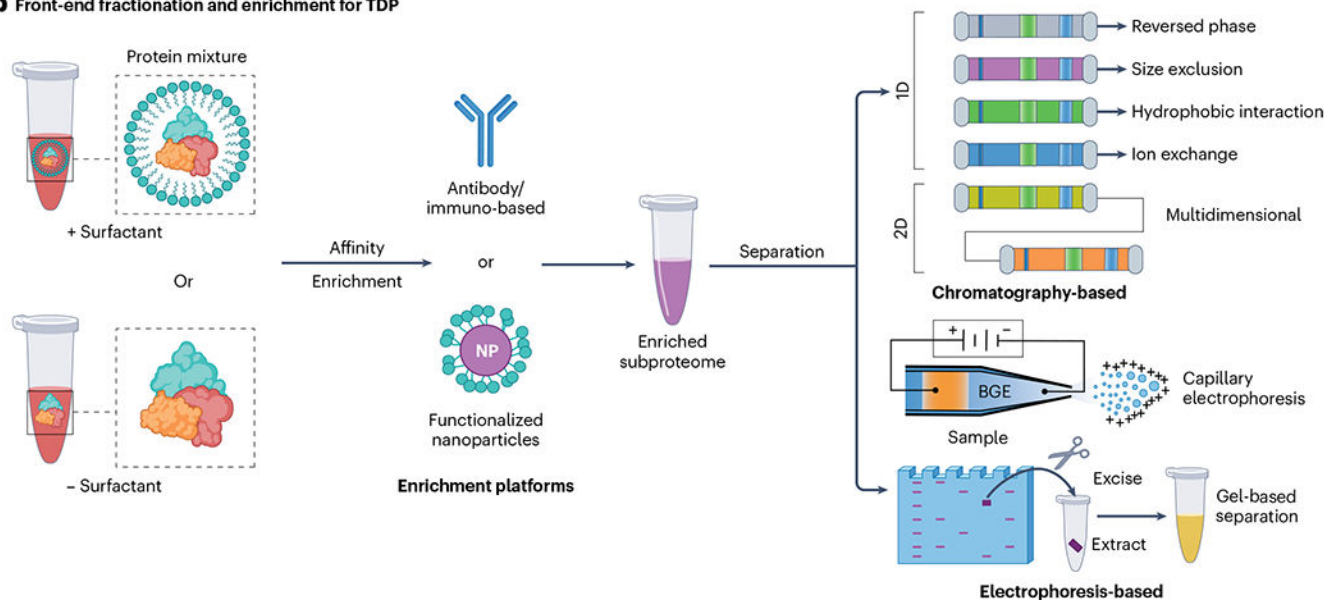 b Front-end fractionation and enrichment for TDP
Protein mixture
+ Surfactant
Or
– Surfactant
Affinity
Enrichment
Antibody/
immuno-based
or
NP
Functionalized
nanoparticles
Enrichment platforms
Enriched
subproteome
Separation
1D
Reversed phase
Size exclusion
Hydrophobic interaction
Ion exchange
2D
Multidimensional
Chromatography-based
+ –
BGE
Sample
Capillary
electrophoresis
Excise
Extract
Gel-based
separation
Electrophoresis-based